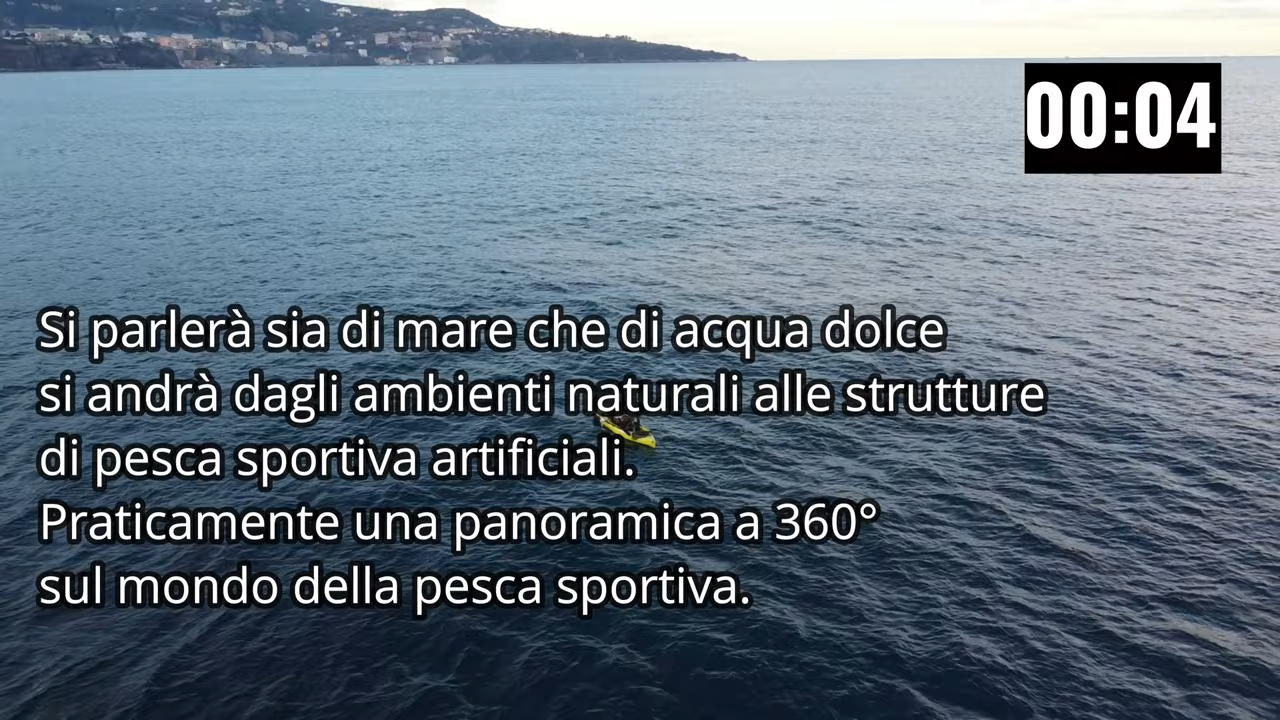 00:04
Si parlerà sia di mare che di acqua dolce
si andrà dagli ambienti naturali alle strutture
di pesca sportiva artificiali.
Praticamente una panoramica a 360°
sul mondo della pesca sportiva.